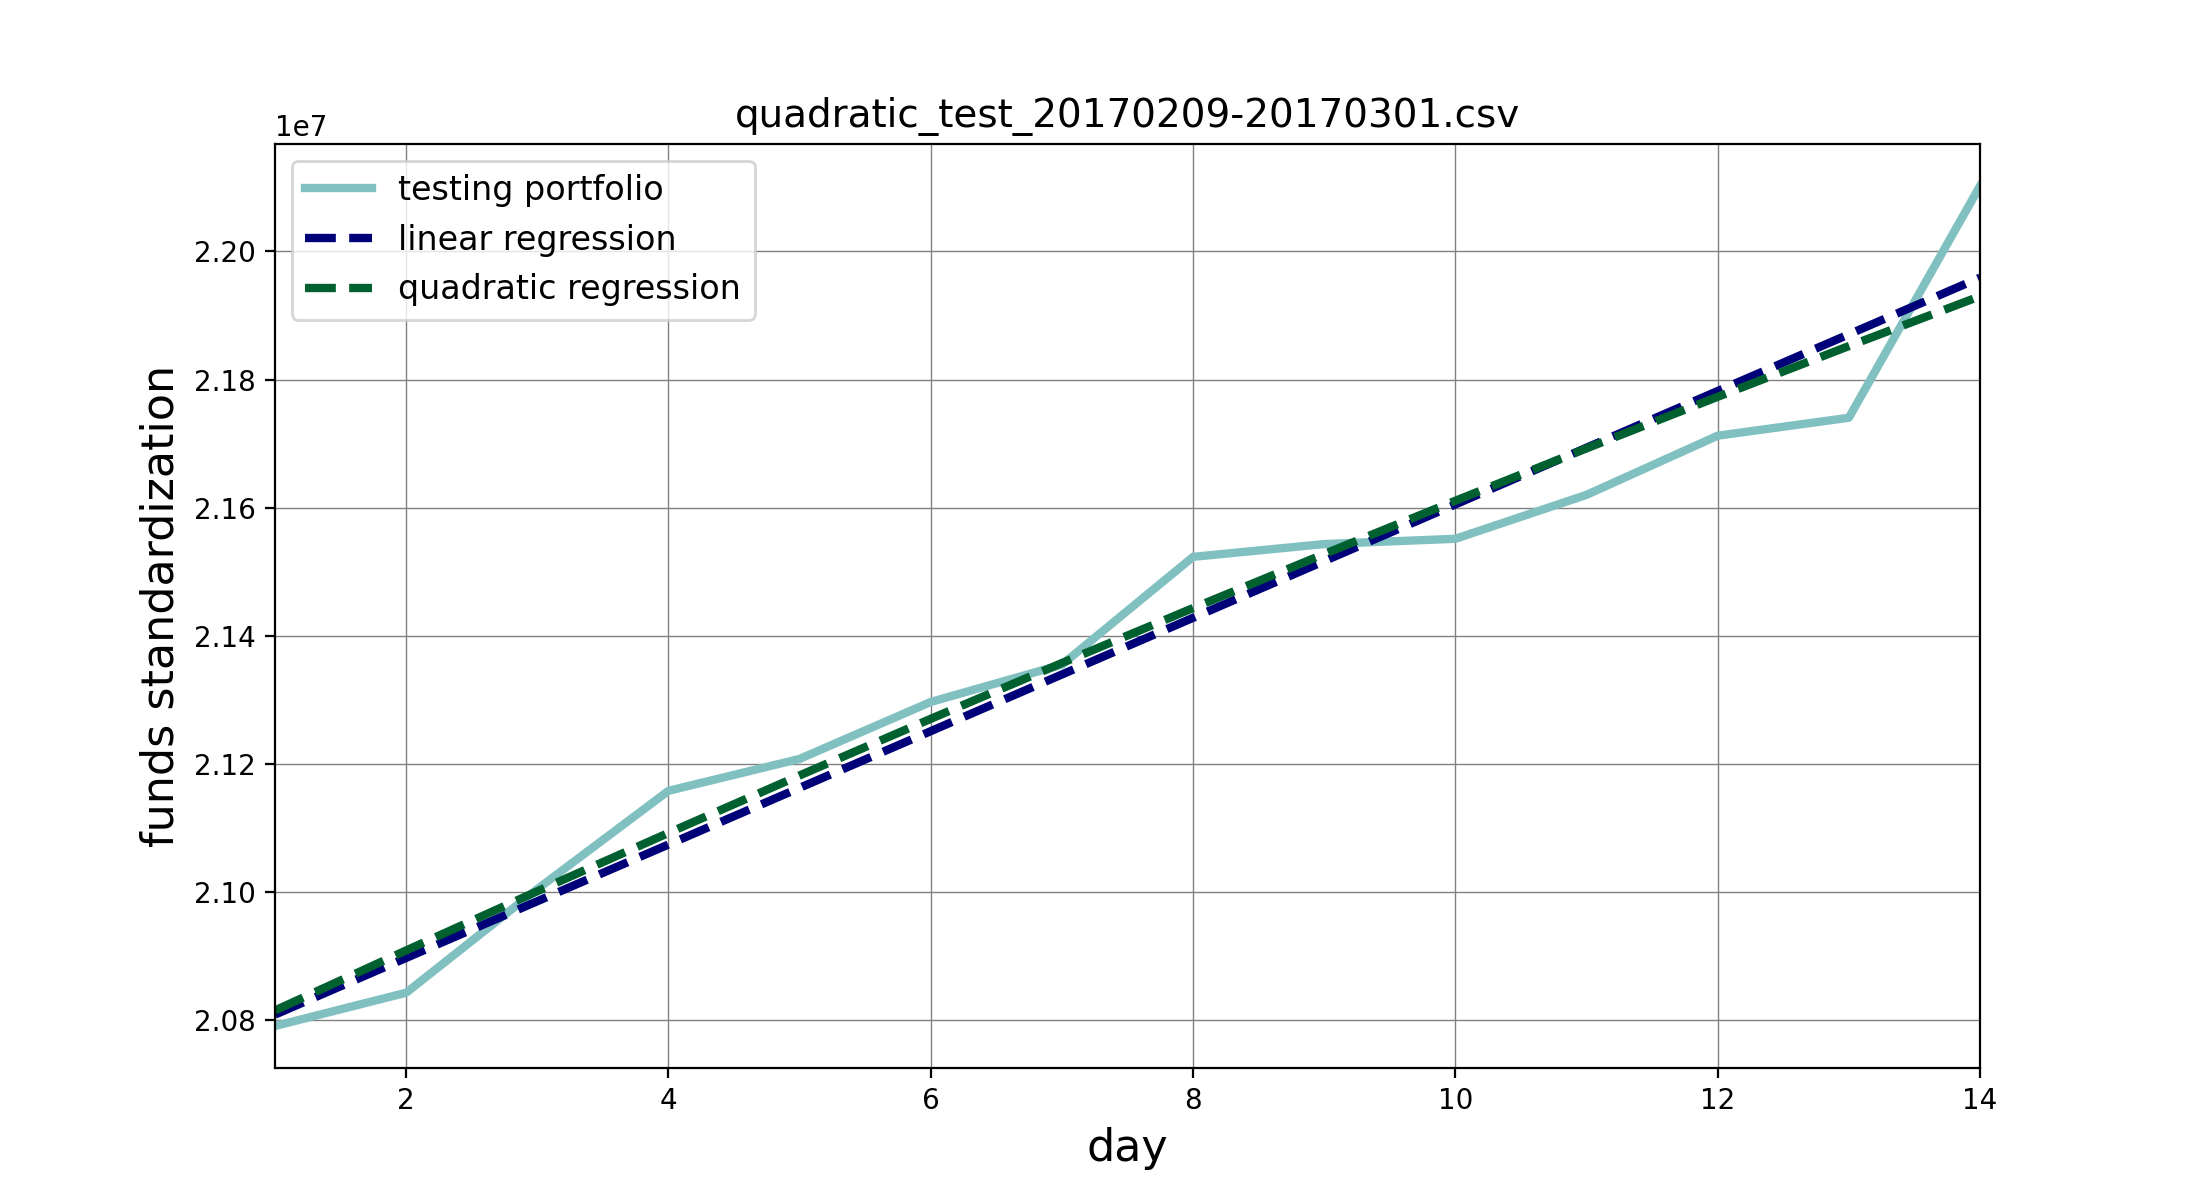 quadratic_test_20170209-20170301.csv
1e7
testing portfolio
linear regression
quadratic regression
funds standardization
2.20
2.18
2.16
2.14
2.12
2.10
2.08
2 4 6 8 10 12 14
day